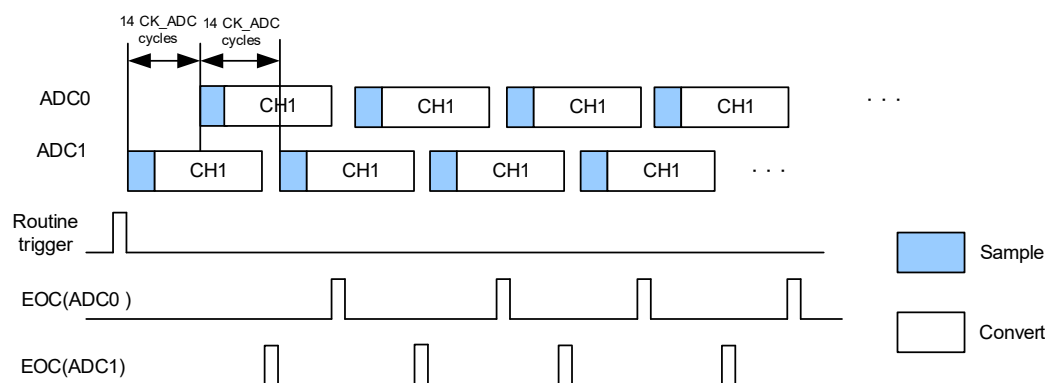 14 CK_ADC cycles
14 CK_ADC cycles
ADC0
CH1
CH1
CH1
CH1
. . .
ADC1
CH1
CH1
CH1
CH1
. . .
Routine
trigger
Sample
EOC(ADC0 )
Convert
EOC(ADC1)